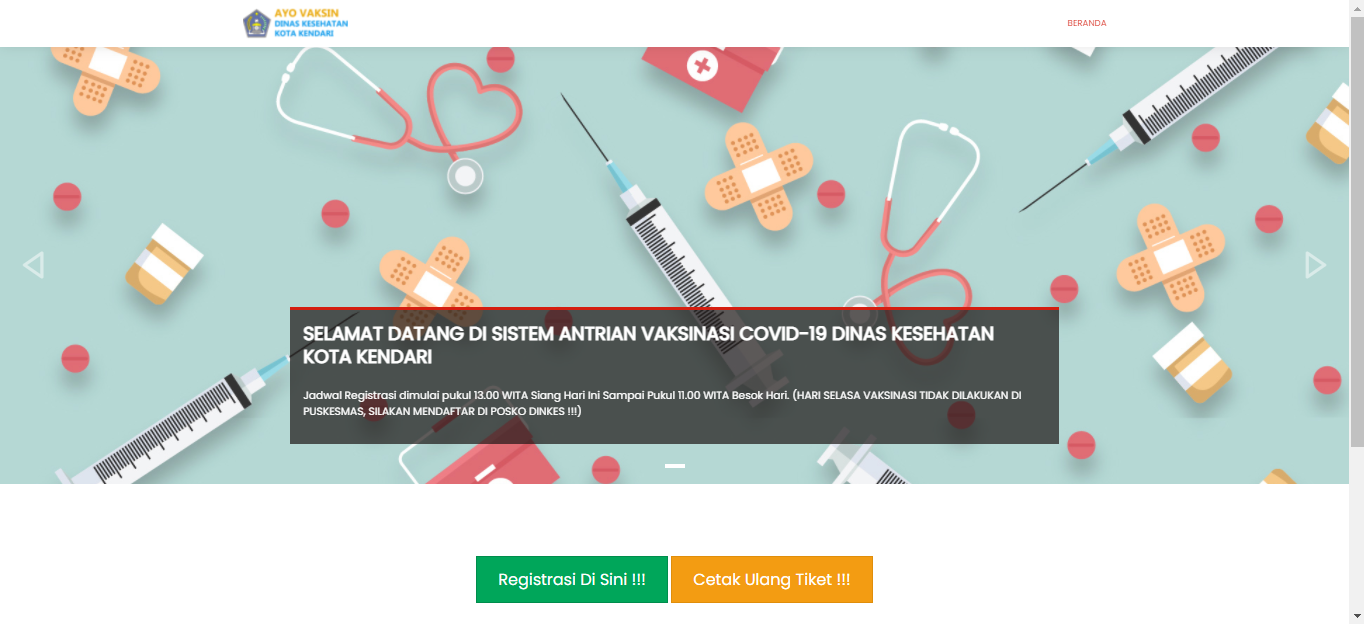 AYO VAKSIN
DINAS KESEHATAN
KOTA KENDARI
BERANDA
SELAMAT DATANG DI SISTEM ANTRIAN VAKSINASI COVID-19 DINAS KESEHATAN
KOTA KENDARI
Jadwal Registrasi dimulai pukul 13.00 WITA Siang Hari Ini Sampai Pukul 11.00 WITA Besok Hari. (HARI SELASA VAKSINASI TIDAK DILAKUKAN DI
PUSKESMAS, SILAKAN MENDAFTAR DI POSKO DINKES !!!)
Registrasi Di Sini !!!
Cetak Ulang Tiket !!!